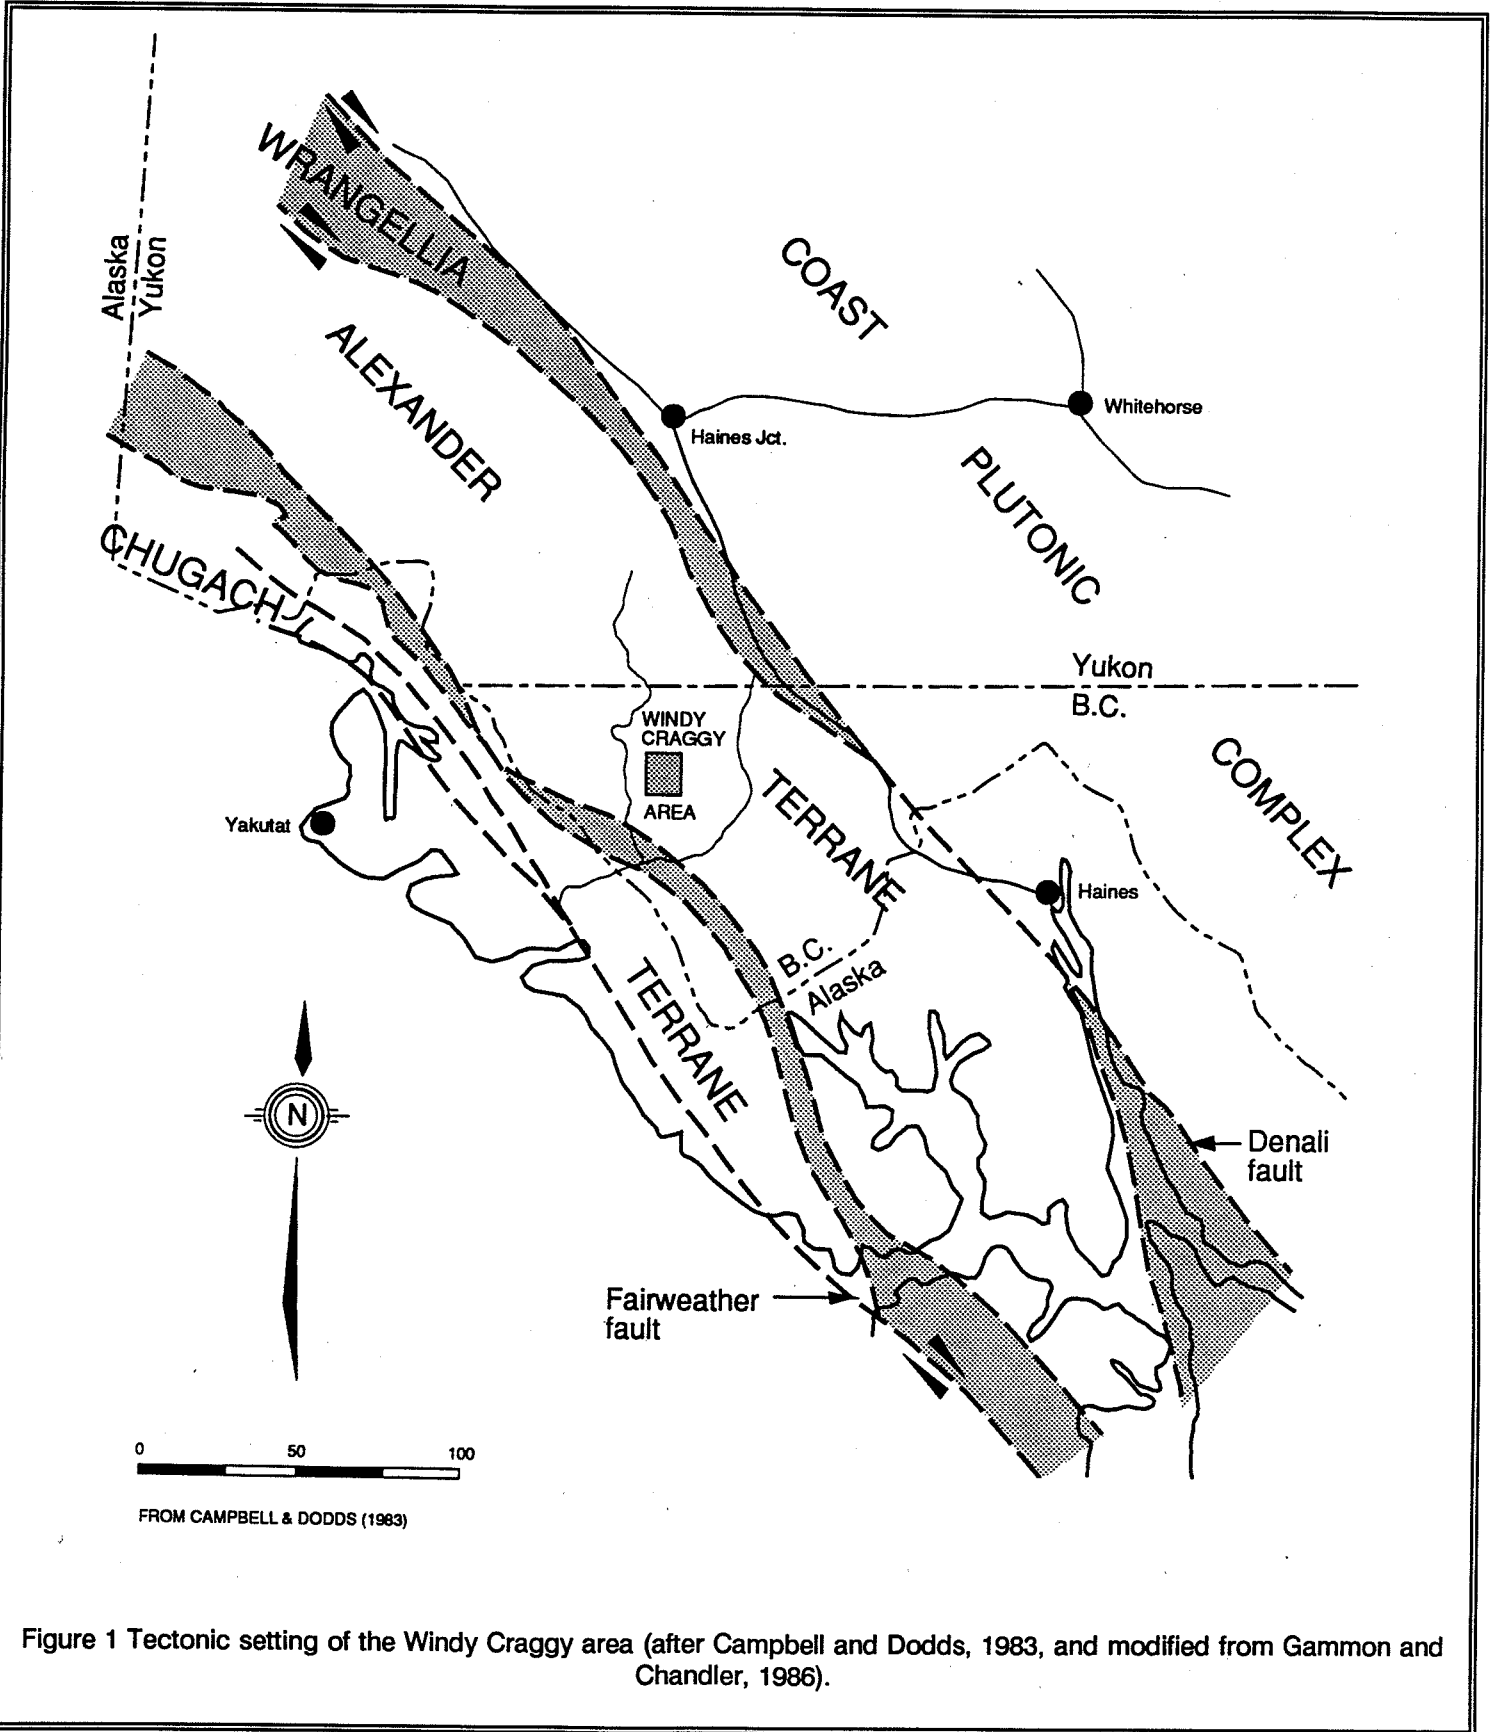 WRANGELLIA
Alaska
Yukon
COAST
ALEXANDER
Whitehorse
Haines Jct.
PLUTONIC
CHUGACH
Yukon
B.C.
WINDY
CRAGGY
AREA
COMPLEX
TERRANE
Yakutat
Haines
B.C.
Alaska
TERRANE
N
Denali
fault
Fairweather
fault
0 50 100
FROM CAMPBELL & DODDS (1983)
Figure 1 Tectonic setting of the Windy Craggy area (after Campbell and Dodds, 1983, and modified from Gammon and
Chandler, 1986).